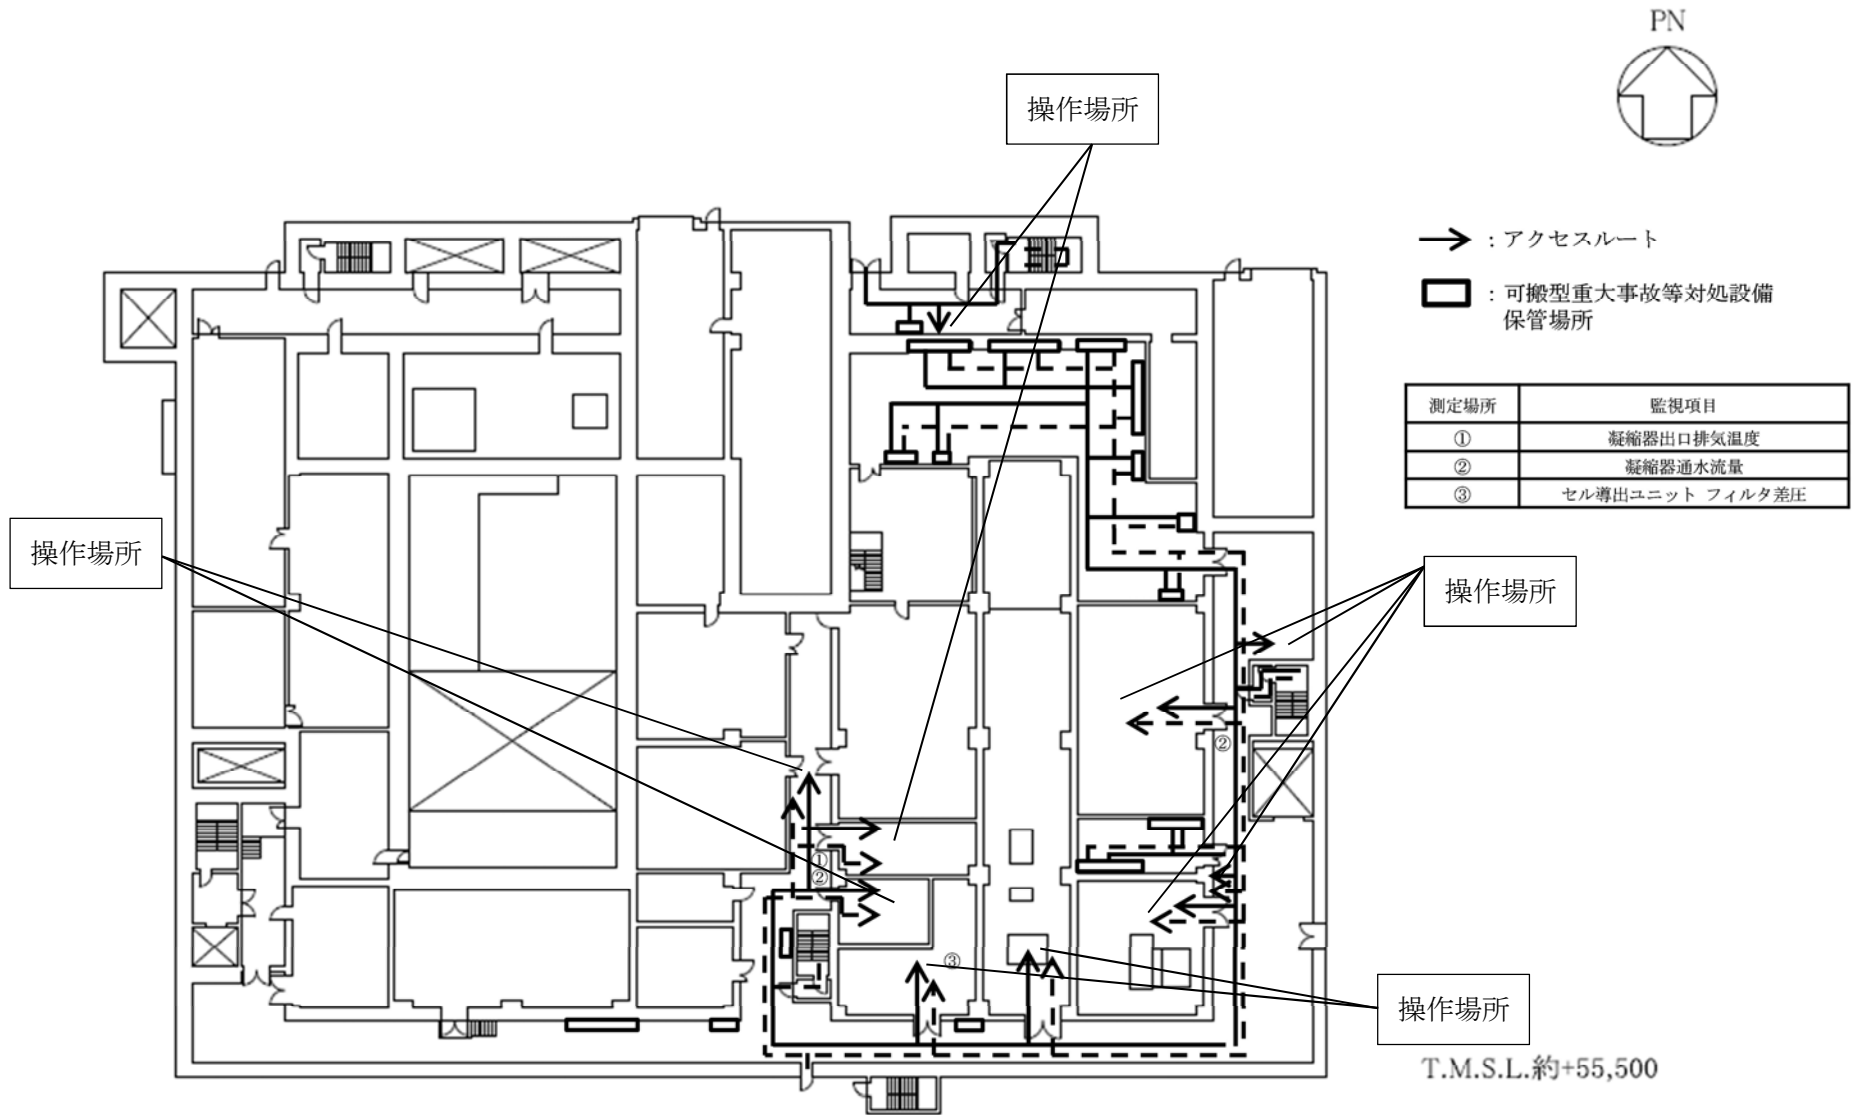 PN
操作場所
：アクセスルート
：可搬型重大事故等対処設備
保管場所
測定場所 監視項目
① 凝縮器出口排気温度
② 凝縮器通水流量
③ セル導出ユニット フィルタ差圧
操作場所
操作場所
②
①
②
③
操作場所
T.M.S.L.約+55,500